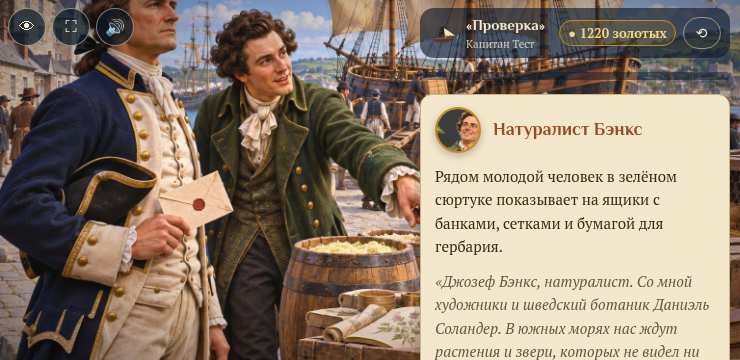 «Проверка»
Капитан Тест
1220 золотых
Натуралист Бэнкс
Рядом молодой человек в зелёном
сюртуке показывает на ящики с
банками, сетками и бумагой для
гербария.
«Джозеф Бэнкс, натуралист. Со мной
художники и шведский ботаник Даниэль
Соландер. В южных морях нас ждут
растения и звери, которых не видел ни